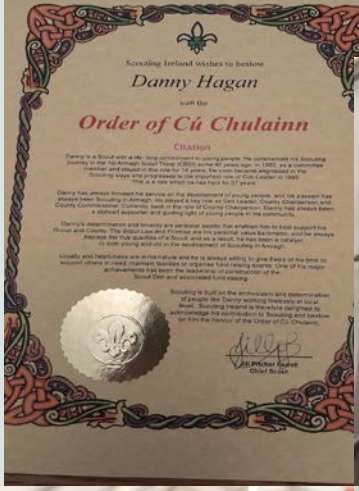 Scouting Ireland wishes to bestow
Danny Hagan
with the
Order of Cú Chulainn
Citation
Danny is a Scout with a life-long commitment to young people. He commenced his Scouting
journey in the 1st Armagh Scout Troop (CBSI) some 40 years ago, in 1985, as a committee
member and stayed in this role for 14 years. He soon became engrossed in the
Scouting ways and progressed to the important role of Cub Leader in
This is a role which he has held for 27 years
Danny has always focused his service on the development of young people, and his passion has
always been Scouting in Armagh. He played a key role as Cub Leader, County Chairperson and
County Commissioner. Currently, back in the role of County Chairperson. Danny has always been
a stalwart supporter and guiding light of young people in his community.
Danny's determination and tenacity are personal assets that enabled him to best support his
Group and County. The Scout Law and Promise are his personal value barometer, and he always
displays the true qualities of a Scout, and as a result, he has been a catalyst
to both young and old in the development of Scouting in Armagh.
Loyalty and helpfulness are in his nature and he is always willing to give freely of his time to
support others in need, maintain facilities or organise fund raising events. One of his major
achievements has been the leadership of construction of the
Scout Den and associated fund raising.
Scouting is built on the enthusiasm and determination
of people like Danny working tirelessly at local
level. Scouting Ireland is therefore delighted to
acknowledge his contribution to Scouting and bestow
on him the honour of the Order of Cú Chulainn.
Jill Pitcher Farrell
Chief Scout